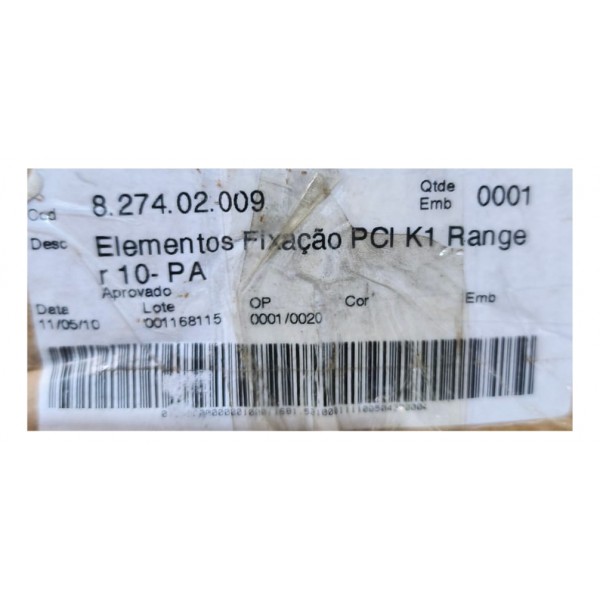 Cod 8.274.02.009 Qtde Emb 0001
Desc Elementos Fixação PCI K1 Range
r 10- PA
Aprovado
Data Lote OP Cor Emb
11/05/10 001168115 0001/0020